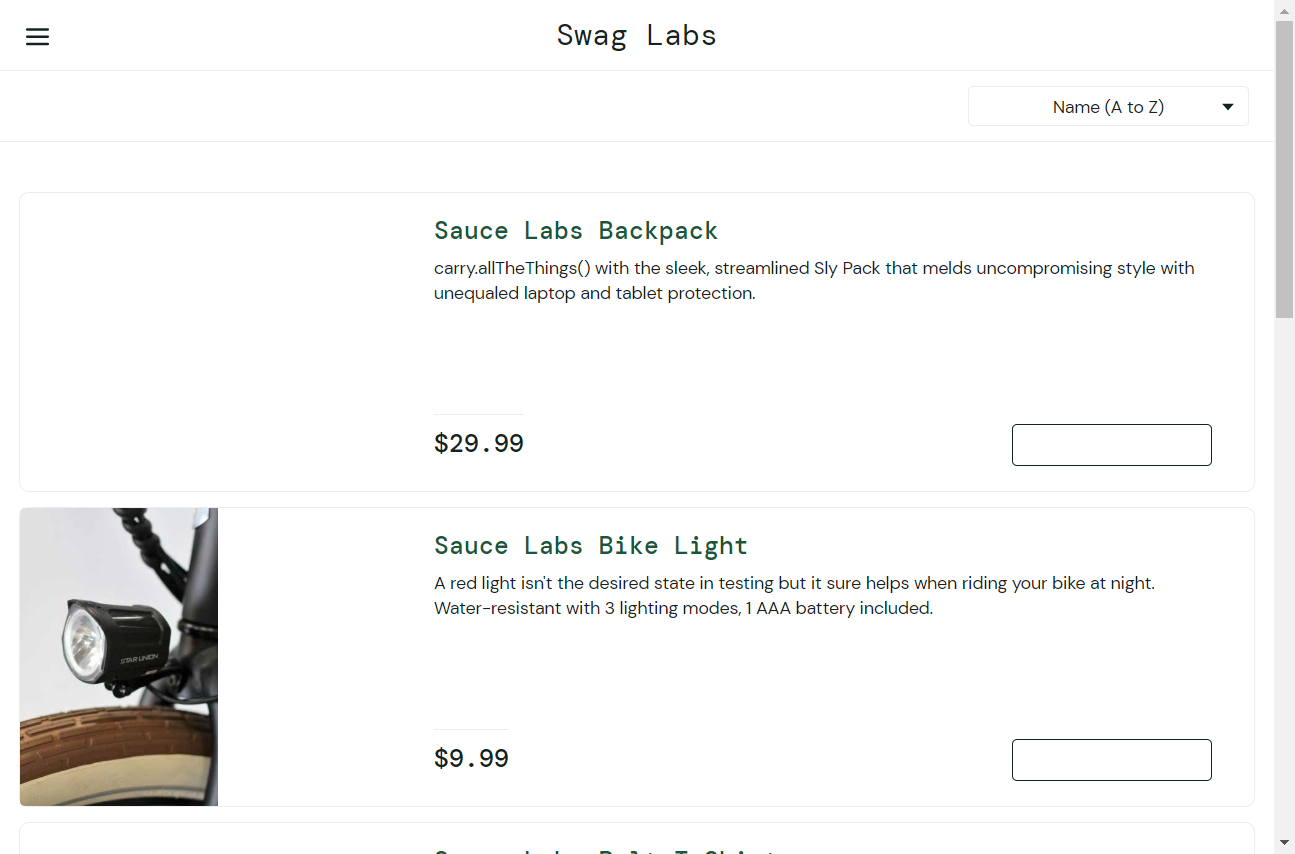 Swag Labs
Name (A to Z)
Sauce Labs Backpack
carry.allTheThings() with the sleek, streamlined Sly Pack that melds uncompromising style with
unequaled laptop and tablet protection.
$29.99
Sauce Labs Bike Light
A red light isn't the desired state in testing but it sure helps when riding your bike at night.
Water-resistant with 3 lighting modes, 1 AAA battery included.
STAR UNION
$9.99